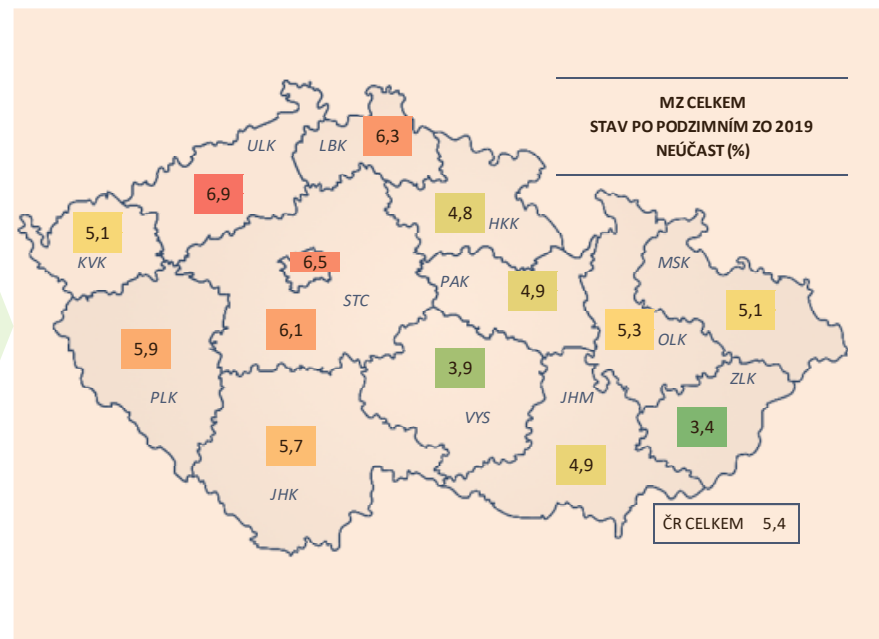 MZ CELKEM
STAV PO PODZIMNÍM ZO 2019
NEÚČAST (%)
ULK
LBK
6,3
6,9
4,8
HKK
5,1
KVK
6,5
PAK
MSK
STC
4,9
6,1
5,3
5,1
OLK
5,9
3,9
ZLK
PLK
VYS
JHM
3,4
5,7
4,9
JHK
ČR CELKEM 5,4